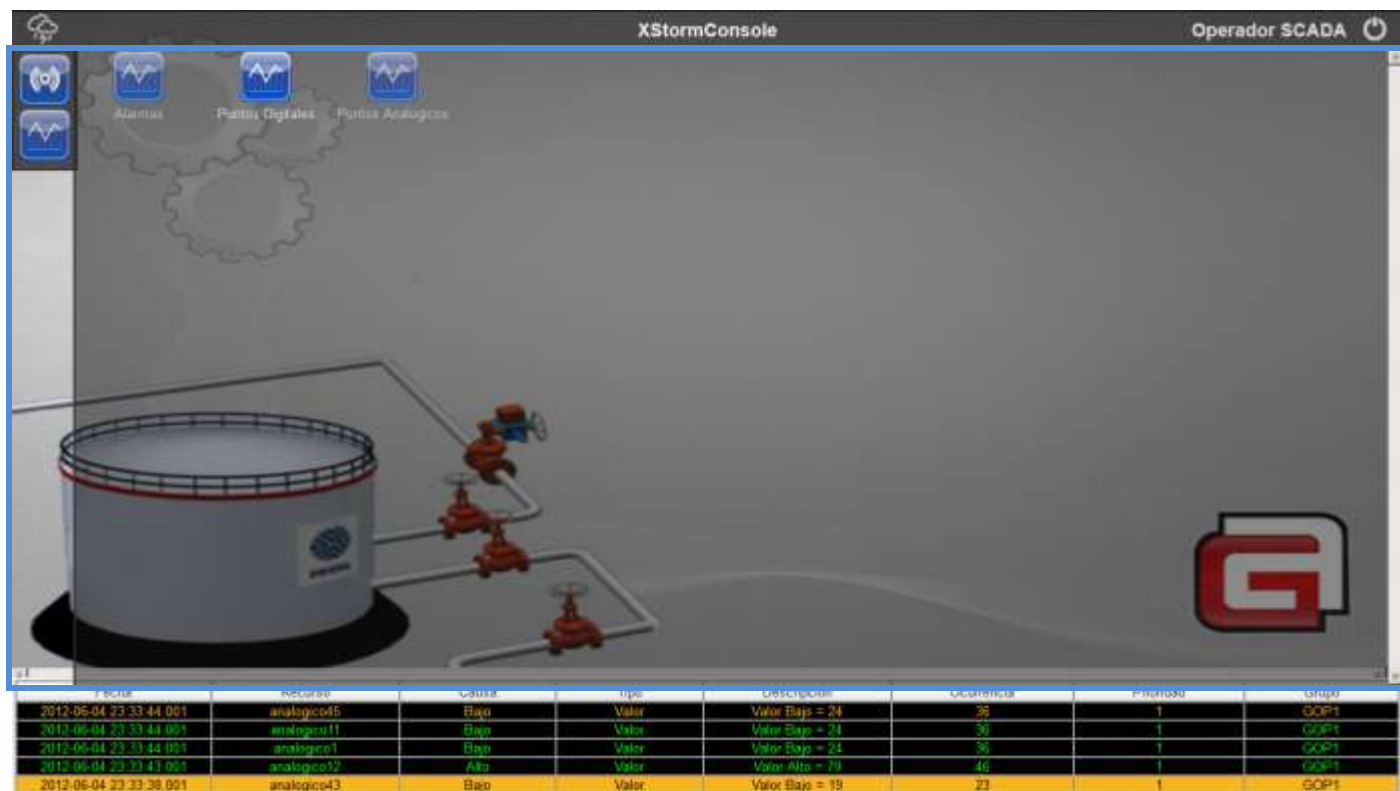 XStormConsole Operador SCADA
Alarmas Puntos Digitales Puntos Analogicos
Fecha Recurso Causa Tipo Descripcion Ocurrencia Prioridad Grupo
2012-06-04 23:33:44.001 analogico45 Bajo Valor Valor Bajo = 24 36 1 GOP1
2012-06-04 23:33:44.001 analogico11 Bajo Valor Valor Bajo = 24 36 1 GOP1
2012-06-04 23:33:44.001 analogico1 Bajo Valor Valor Bajo = 24 36 1 GOP1
2012-06-04 23:33:43.001 analogico12 Alto Valor Valor Alto = 79 46 1 GOP1
2012-06-04 23:33:38.001 analogico43 Bajo Valor Valor Bajo = 19 23 1 GOP1